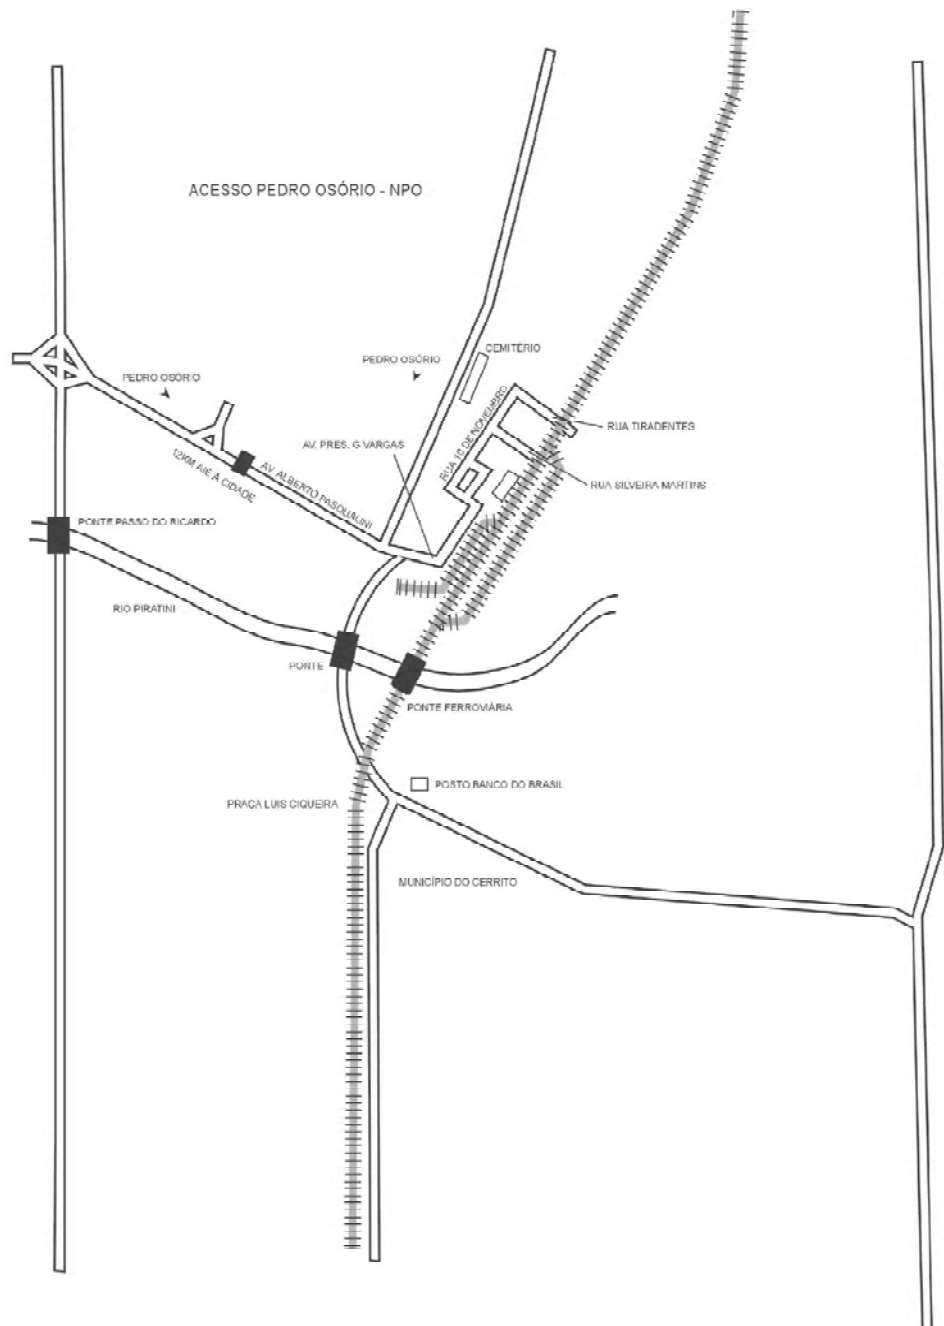 ACESSO PEDRO OSÓRIO - NPO
CEMITÉRIO
PEDRO OSÓRIO
PEDRO OSÓRIO
RUA TIRADENTES
AV. PRES. G VARGAS
RUA 15 DE NOVEMBRO
12KM ATÉ A CIDADE
AV. ALBERTO PASQUALINI
RUA SILVEIRA MARTINS
PONTE PASSO DO RICARDO
RIO PIRATINI
PONTE
PONTE FERROVIÁRIA
POSTO BANCO DO BRASIL
PRAÇA LUIS CIQUEIRA
MUNICÍPIO DO CERRITO